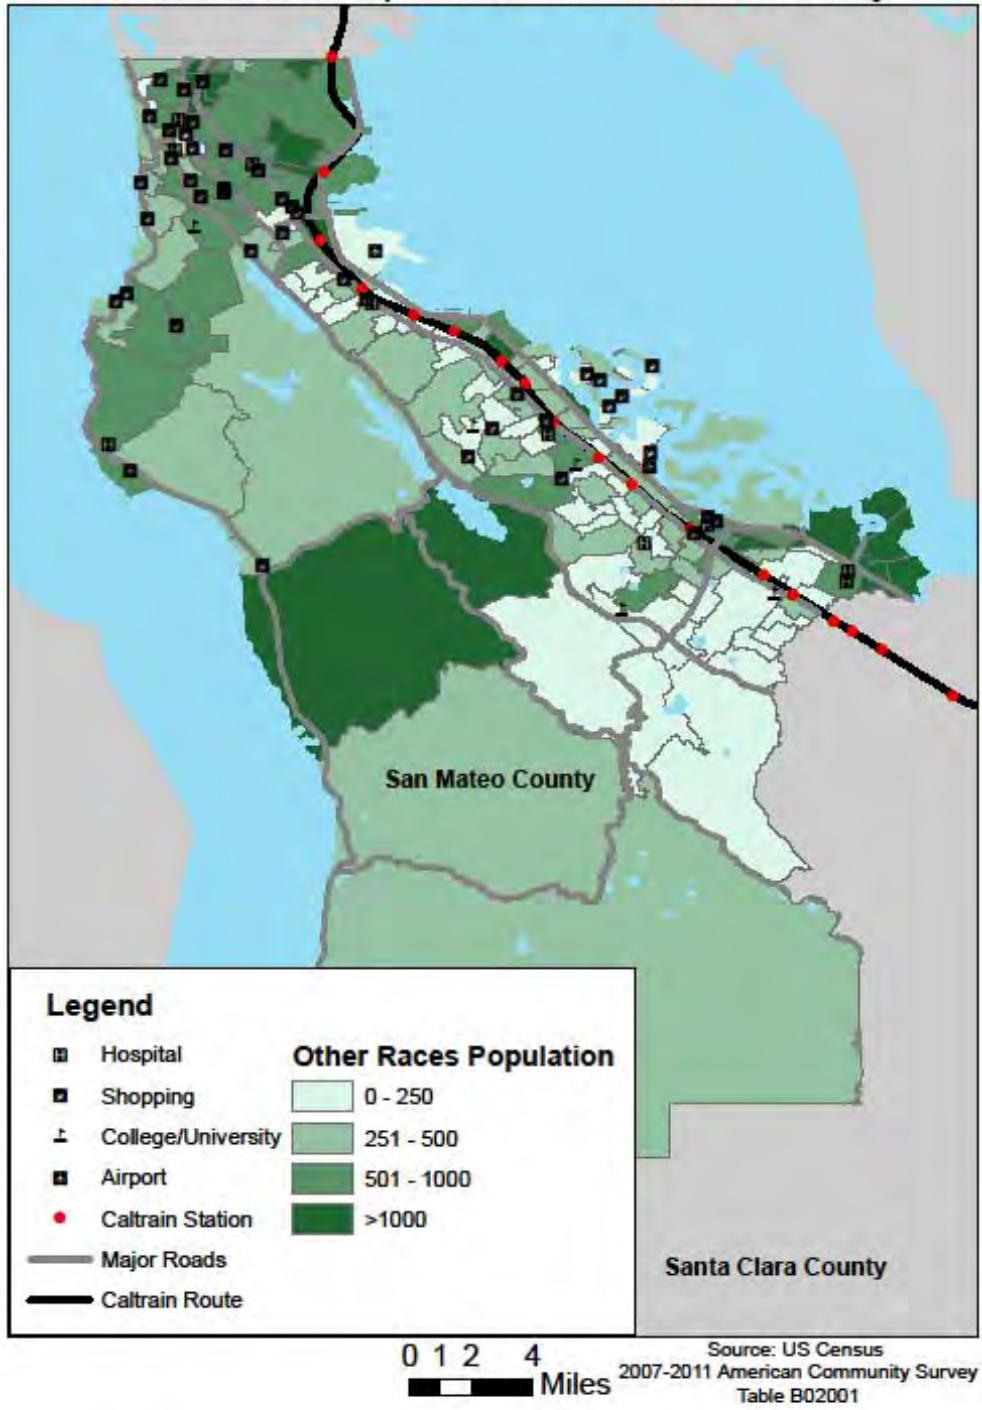 San Mateo County
Legend
Hospital
Shopping
College/University
Airport
Caltrain Station
Major Roads
Caltrain Route
Other Races Population
0 - 250
251 - 500
501 - 1000
>1000
Santa Clara County
0 1 2 4
Miles
Source: US Census
2007-2011 American Community Survey
Table B02001